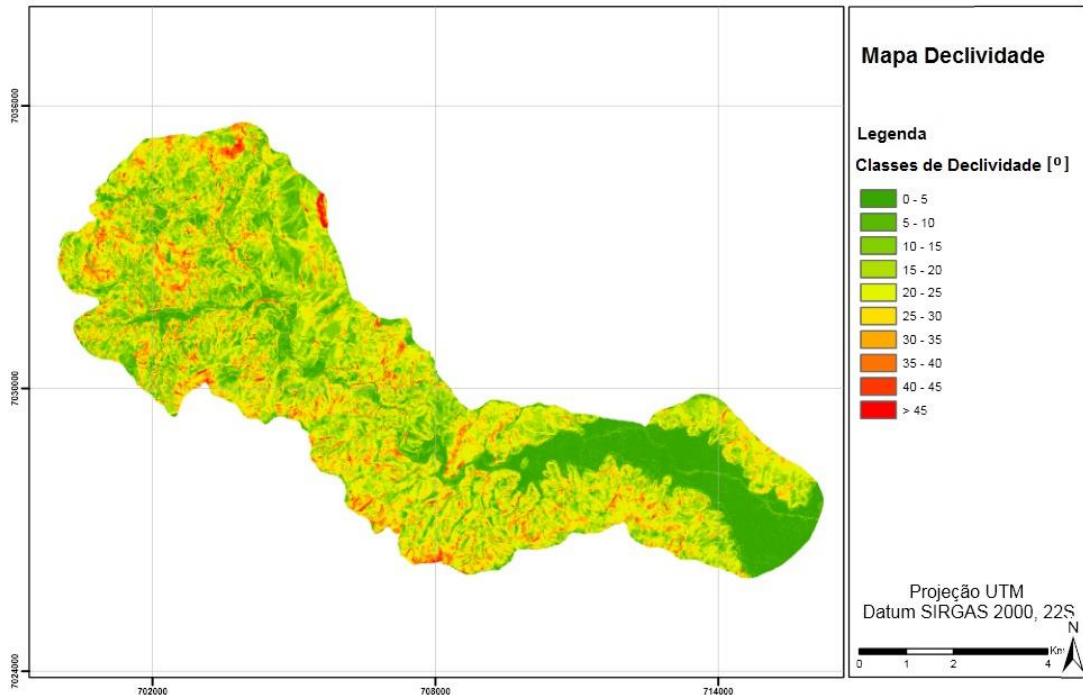 7036000
7030000
7024000
702000
708000
714000
Mapa Declividade
Legenda
Classes de Declividade [º]
0 - 5
5 - 10
10 - 15
15 - 20
20 - 25
25 - 30
30 - 35
35 - 40
40 - 45
> 45
Projeção UTM
Datum SIRGAS 2000, 22S
N
Km
0 1 2 4